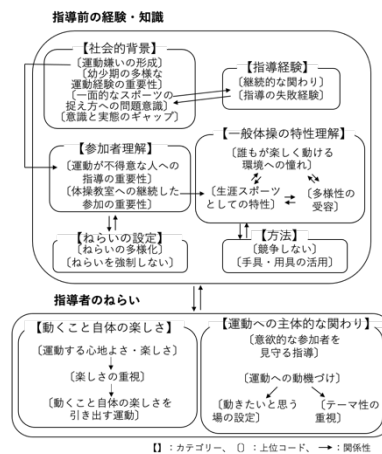 指導前の経験・知識
【社会的背景】
〔運動嫌いの形成〕
〔幼少期の多様な
運動経験の重要性〕
〔一面的なスポーツの
捉え方への問題意識〕
〔意識と実態のギャップ〕
【指導経験】
〔継続的な関わり〕
〔指導の失敗経験〕
【参加者理解】
〔運動が不得意な人への
指導の重要性〕
〔体操教室への継続した
参加の重要性〕
【一般体操の特性理解】
〔誰もが楽しく動ける
環境への憧れ〕
〔生涯スポーツ
としての特性〕
〔多様性の
受容〕
【ねらいの設定】
〔ねらいの多様化〕
〔ねらいを強制しない〕
【方法】
〔競争しない〕
〔手具・用具の活用〕
指導者のねらい
【動くこと自体の楽しさ】
〔運動する心地よさ・楽しさ〕
〔楽しさの重視〕
〔動くこと自体の楽しさを
引き出す運動〕
【運動への主体的な関わり】
〔意欲的な参加者を
見守る指導〕
〔運動への動機づけ〕
〔動きたいと思う
場の設定〕
〔テーマ性の
重視〕
【】：カテゴリー、〔〕：上位コード、→：関係性